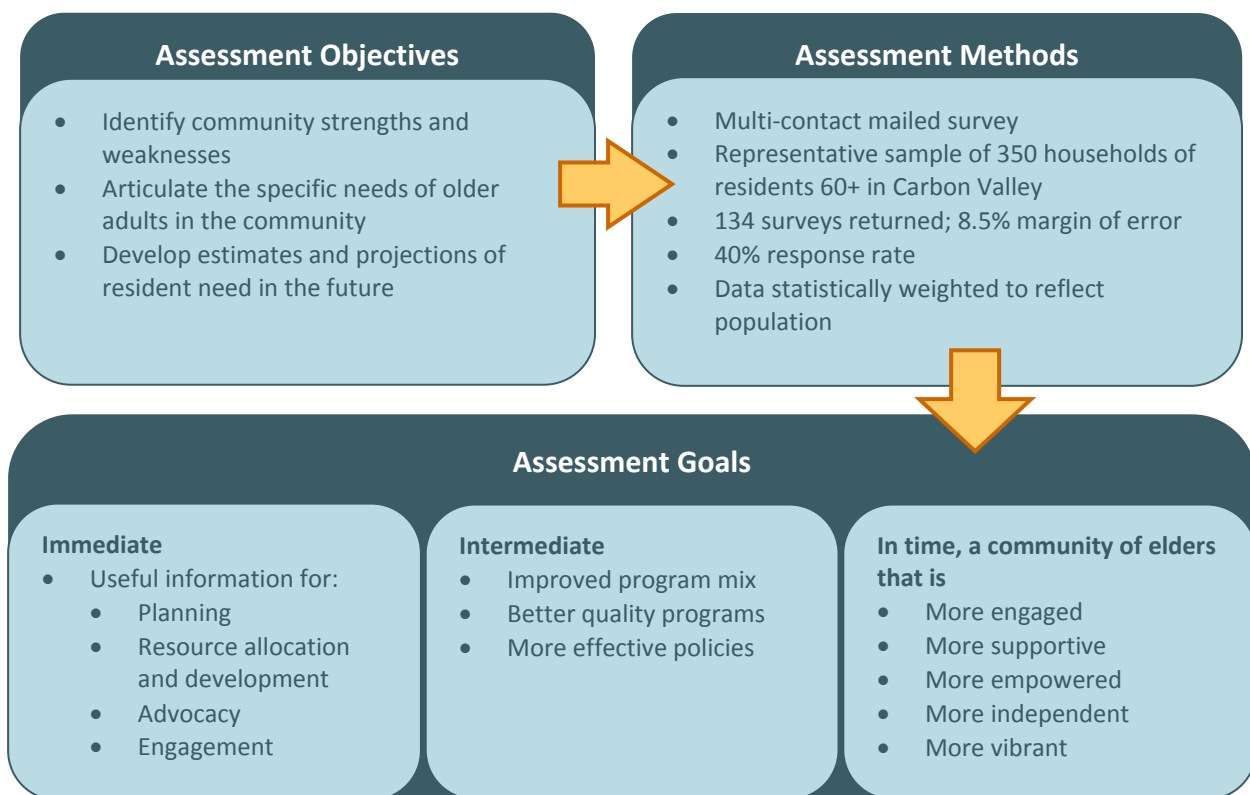 Assessment Objectives
• Identify community strengths and
weaknesses
• Articulate the specific needs of older
adults in the community
• Develop estimates and projections of
resident need in the future
Assessment Methods
• Multi-contact mailed survey
• Representative sample of 350 households of
residents 60+ in Carbon Valley
• 134 surveys returned; 8.5% margin of error
• 40% response rate
• Data statistically weighted to reflect
population
Assessment Goals
Immediate
• Useful information for:
• Planning
• Resource allocation
and development
• Advocacy
• Engagement
Intermediate
• Improved program mix
• Better quality programs
• More effective policies
In time, a community of elders
that is
• More engaged
• More supportive
• More empowered
• More independent
• More vibrant